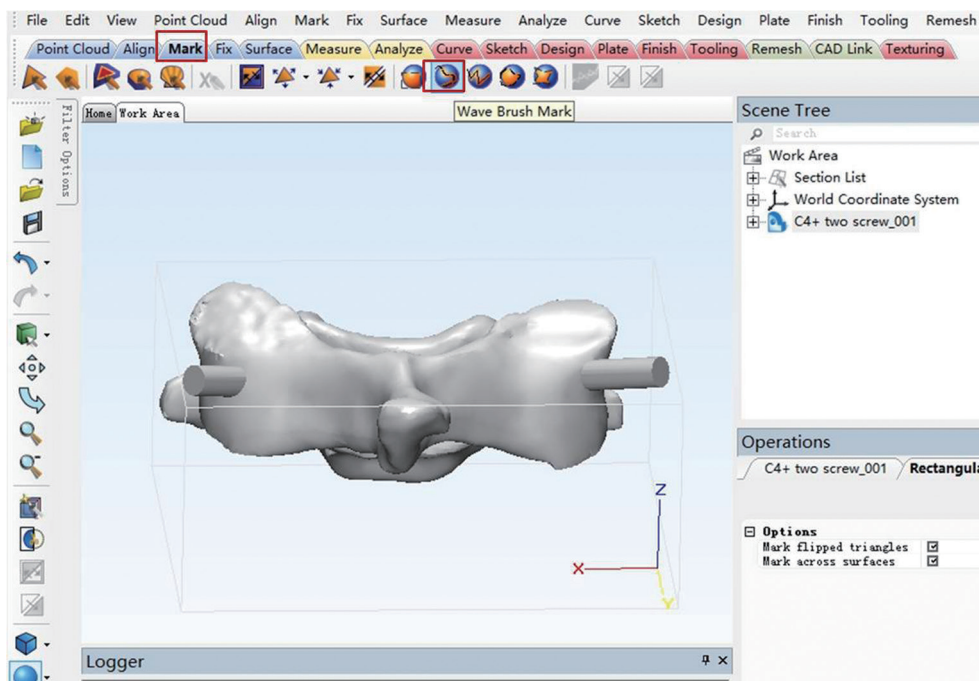 File Edit View Point Cloud Align Mark Fix Surface Measure Analyze Curve Sketch Design Plate Finish Tooling Remesh
Point Cloud Align Mark Fix Surface Measure Analyze Curve Sketch Design Plate Finish Tooling Remesh CAD Link Texturing
Wave Brush Mark
Filter Options
Home Work Area
Scene Tree
Search
Work Area
Section List
World Coordinate System
C4+ two screw_001
Z
X
Y
Operations
C4+ two screw_001 Rectangula
Options
Mark flipped triangles
Mark across surfaces
Logger